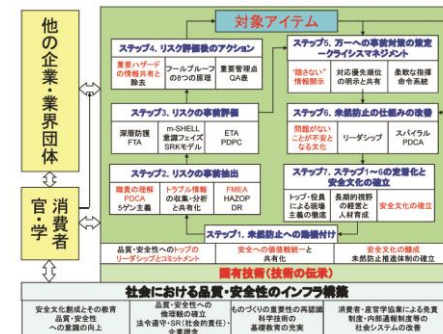 対象アイテム
他の企業・業界団体
消費者
官・学
ステップ4. リスク評価後のアクション
重要ハザード
の情報共有と
除去
フールプルーフ
の8つの原理
重要管理点
QA表
ステップ3. リスクの事前評価
深層防護
FTA
m-SHELL
意識フェイズ
SRKモデル
ETA
PDPC
ステップ2. リスクの事前抽出
職責の理解
PDCA
5ゲン主義
トラブル情報
の収集・分析
と共有化
FMEA
HAZOP
DR
ステップ5. 万一への事前対策の策定
ークライシスマネジメント
"隠さない"
情報開示
対応優先順位
の明示と共有
柔軟な指揮
命令系統
ステップ6. 未然防止の仕組みの改善
問題がない
ことが不安と
なる文化
リーダシップ
スパイラル
PDCA
ステップ7. ステップ1〜6の定着化と
安全文化の確立
トップ・役員
による現場
主義の徹底
長期的視野
の経営と
人材育成
安全文化の確立
ステップ1. 未然防止への動機付け
品質・安全性へのトップの
リーダシップとコミットメント
安全への価値観統一と
共有化
安全文化の醸成
未然防止推進体制の確立
固有技術(技術の伝承)
社会における品質・安全性のインフラ構築
安全文化創成とその教育
品質・安全性
への意識の向上
品質・安全性への
倫理観の確立
法令遵守・SR(社会的責任)・
企業理念
ものづくりの重要性の再認識
科学技術の
基礎教育の充実
消費者・産官学協業による免責
制度・内部通報制度等の
社会システムの改善